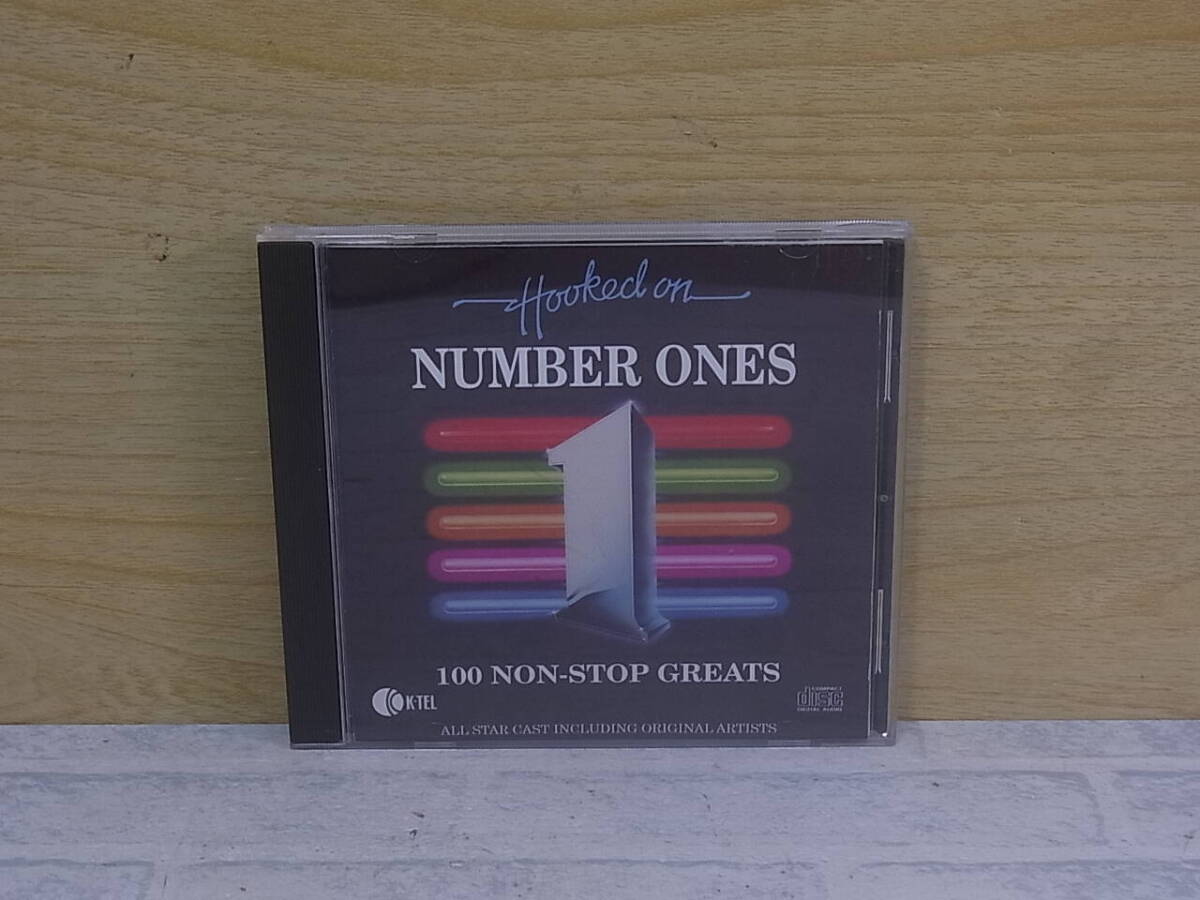 Hooked on
NUMBER ONES
1
100 NON-STOP GREATS
K-TEL
COMPACT
disc
DIGITAL AUDIO
ALL STAR CAST INCLUDING ORIGINAL ARTISTS